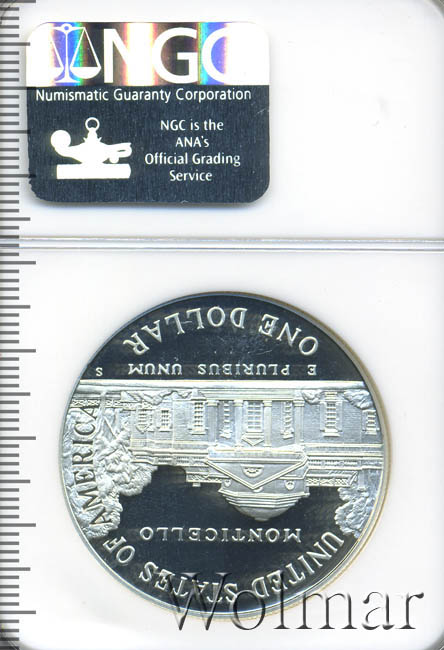 NGC
Numismatic Guaranty Corporation
NGC is the
ANA's
Official Grading
Service
ONE DOLLAR
E PLURIBUS UNUM
S
MONTICELLO
UNITED STATES OF AMERICA
Wolmar